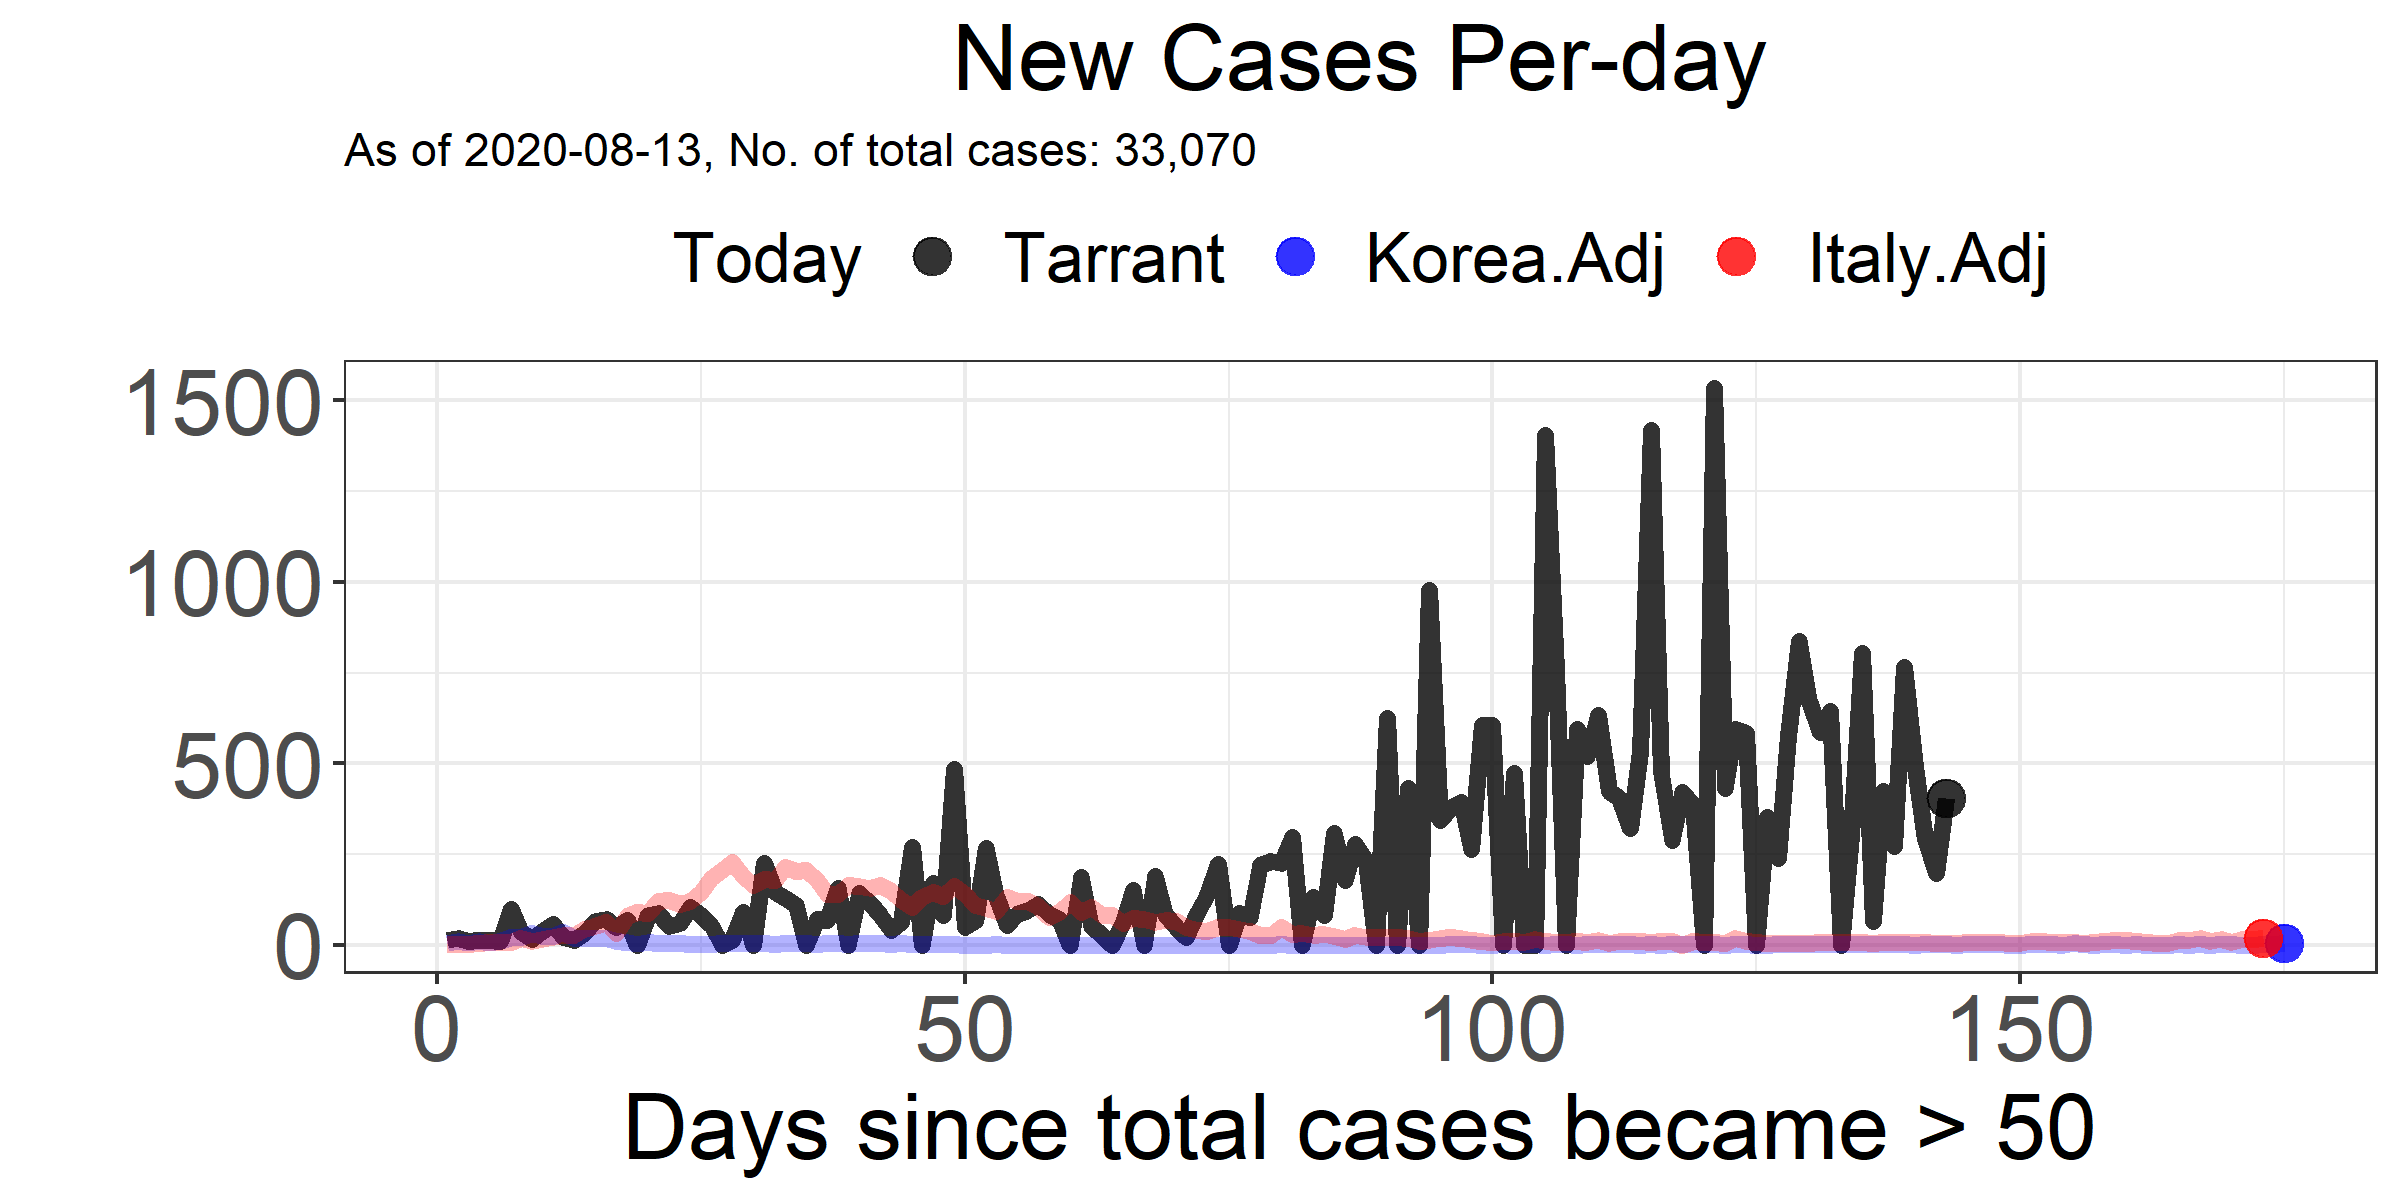 New Cases Per-day
As of 2020-08-13, No. of total cases: 33,070
Today Tarrant Korea.Adj Italy.Adj
1500
1000
500
0
0 50 100 150
Days since total cases became > 50